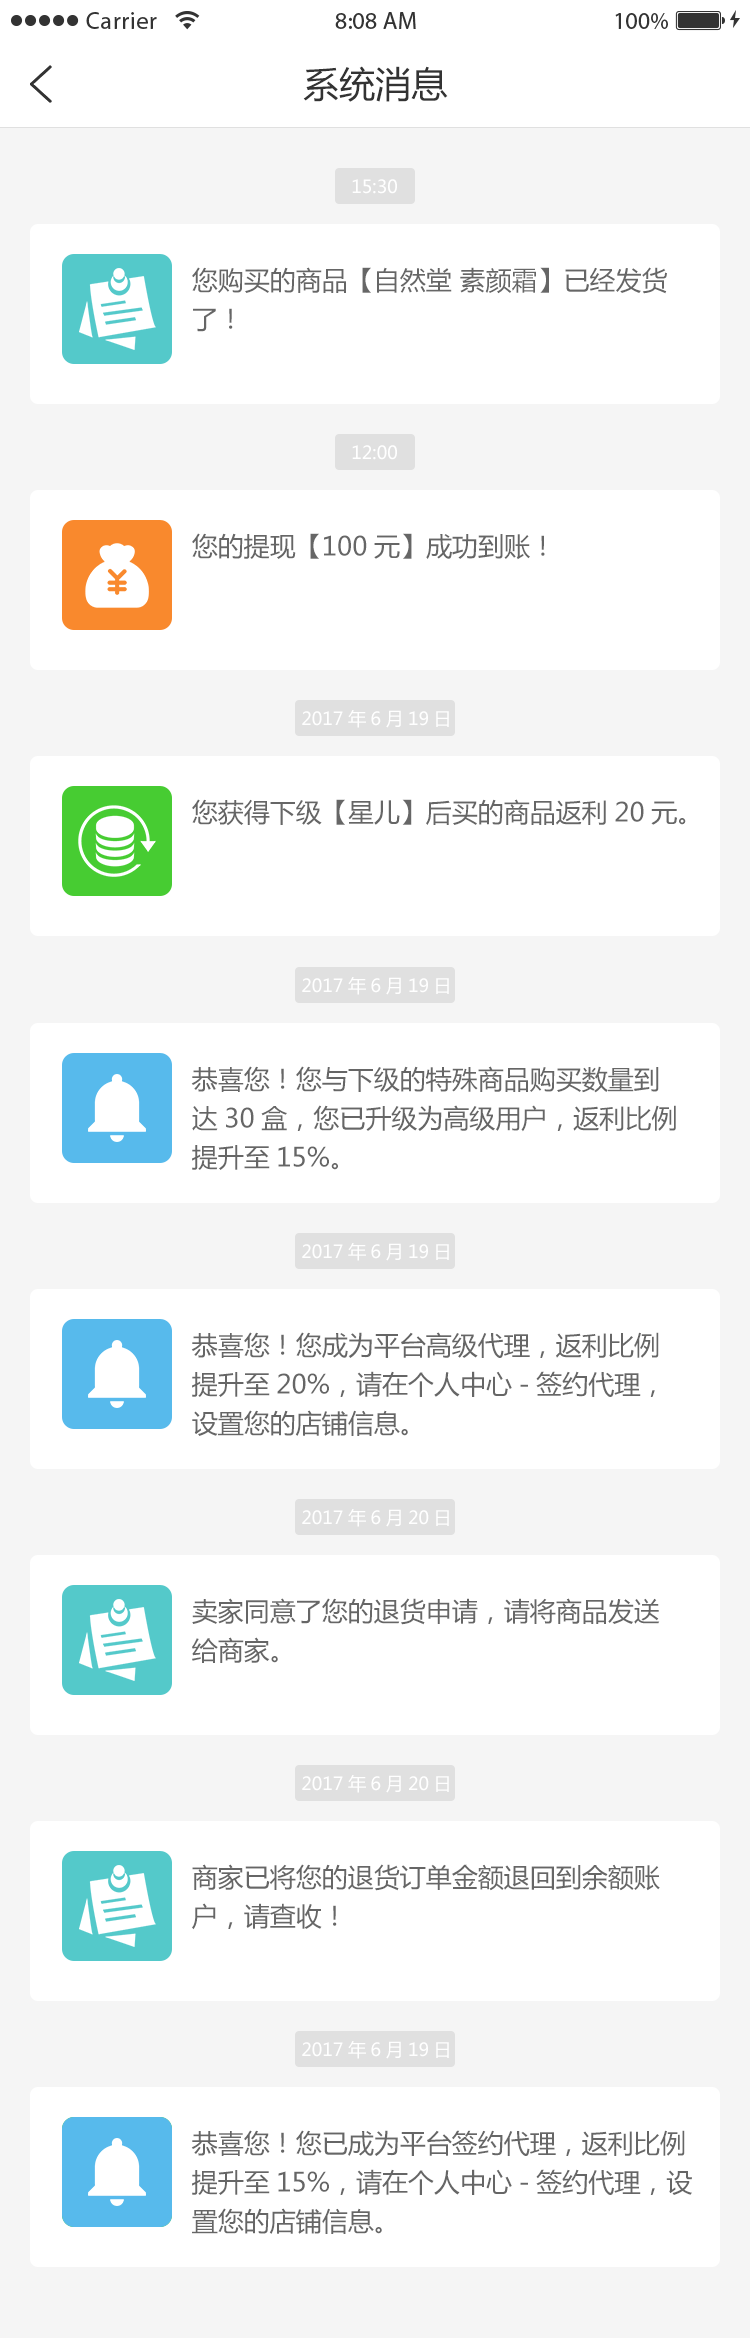 Carrier 8:08 AM 100%
系统消息
15:30
您购买的商品【自然堂 素颜霜】已经发货
了！
12:00
您的提现【100 元】成功到账！
2017 年 6 月 19 日
您获得下级【星儿】后买的商品返利 20 元。
2017 年 6 月 19 日
恭喜您！您与下级的特殊商品购买数量到
达 30 盒，您已升级为高级用户，返利比例
提升至 15%。
2017 年 6 月 19 日
恭喜您！您成为平台高级代理，返利比例
提升至 20%，请在个人中心 - 签约代理，
设置您的店铺信息。
2017 年 6 月 20 日
卖家同意了您的退货申请，请将商品发送
给商家。
2017 年 6 月 20 日
商家已将您的退货订单金额退回到余额账
户，请查收！
2017 年 6 月 19 日
恭喜您！您已成为平台签约代理，返利比例
提升至 15%，请在个人中心 - 签约代理，设
置您的店铺信息。